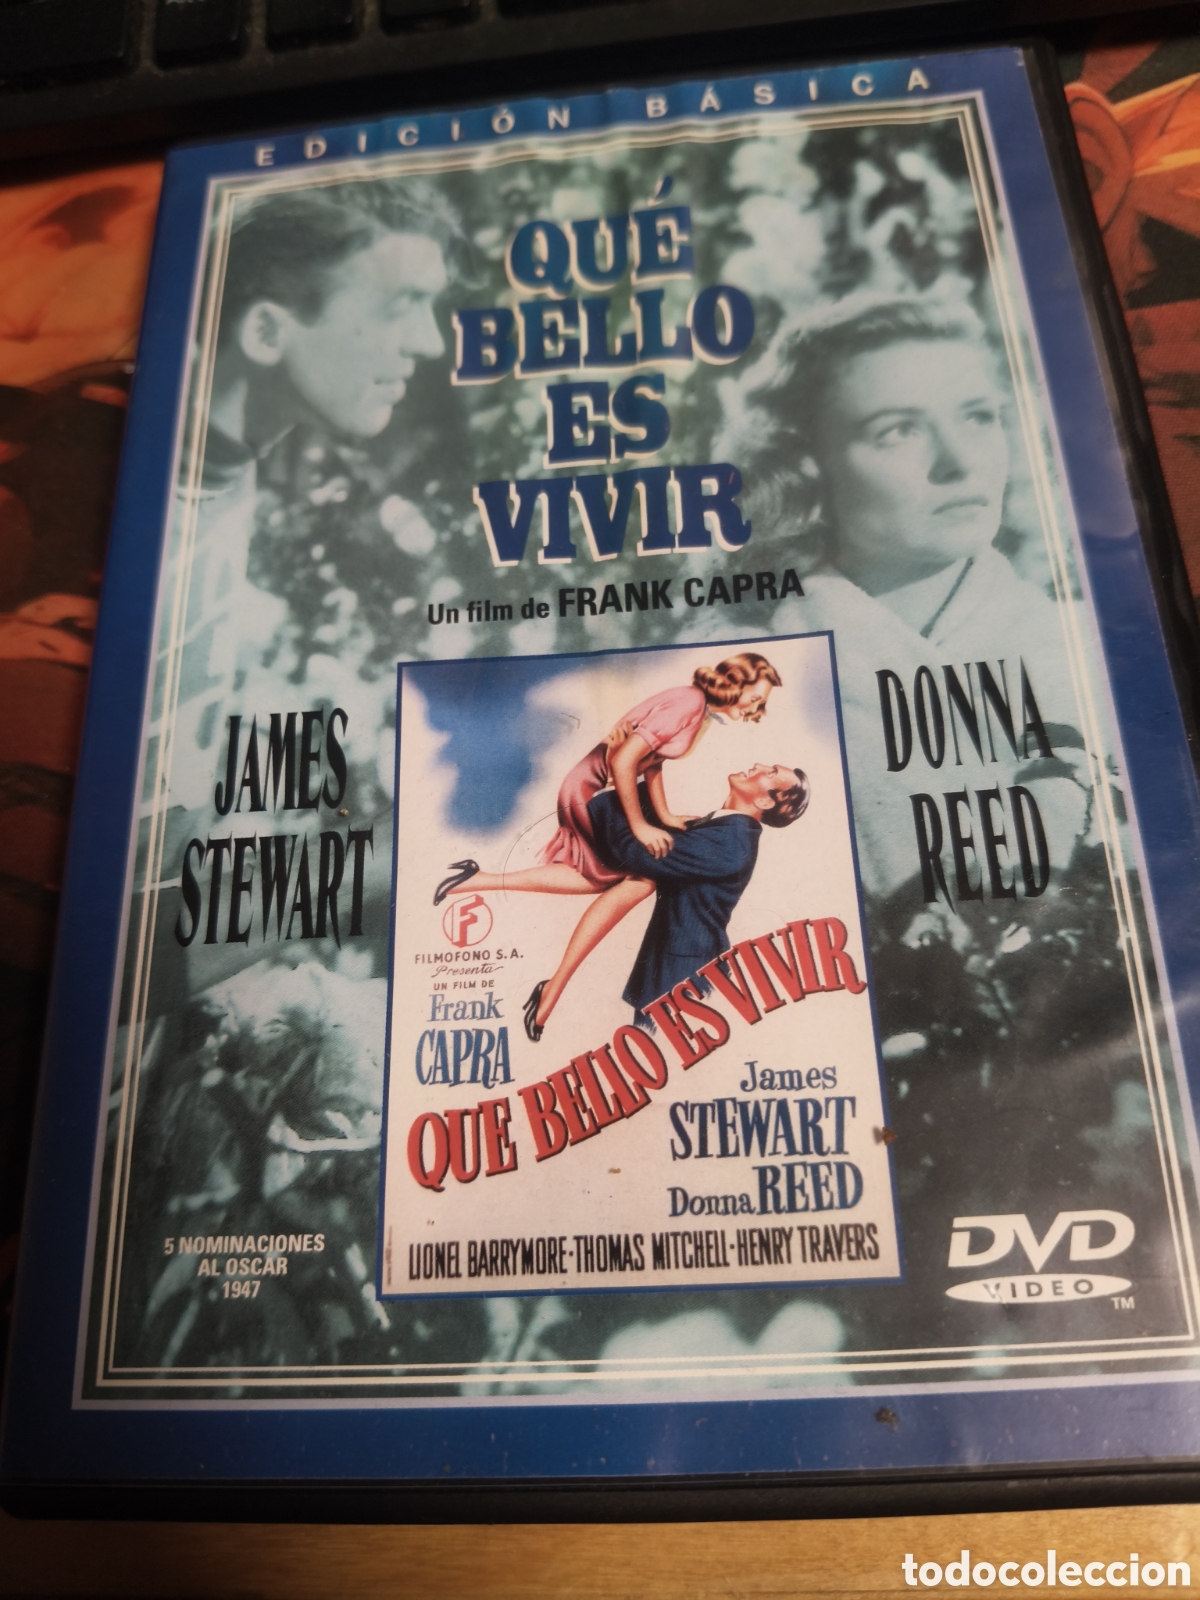 EDICIÓN BÁSICA
QUÉ
BELLO
ES
VIVIR
Un film de FRANK CAPRA
JAMES
STEWART
DONNA
REED
F
FILMOFONO S.A.
Presenta
UN FILM DE
Frank
CAPRA
QUE BELLO ES VIVIR
James
STEWART
Donna REED
LIONEL BARRYMORE·THOMAS MITCHELL·HENRY TRAVERS
5 NOMINACIONES
AL OSCAR
1947
DVD
VIDEO
TM
todocoleccion